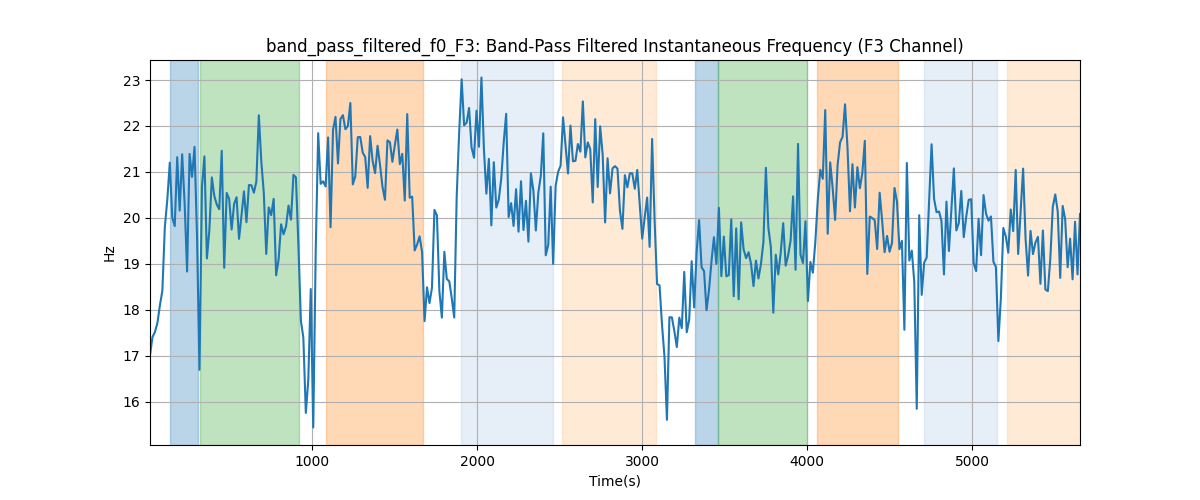 band_pass_filtered_f0_F3: Band-Pass Filtered Instantaneous Frequency (F3 Channel)
23
22
21
20
19
18
17
16
Hz
1000 2000 3000 4000 5000
Time(s)